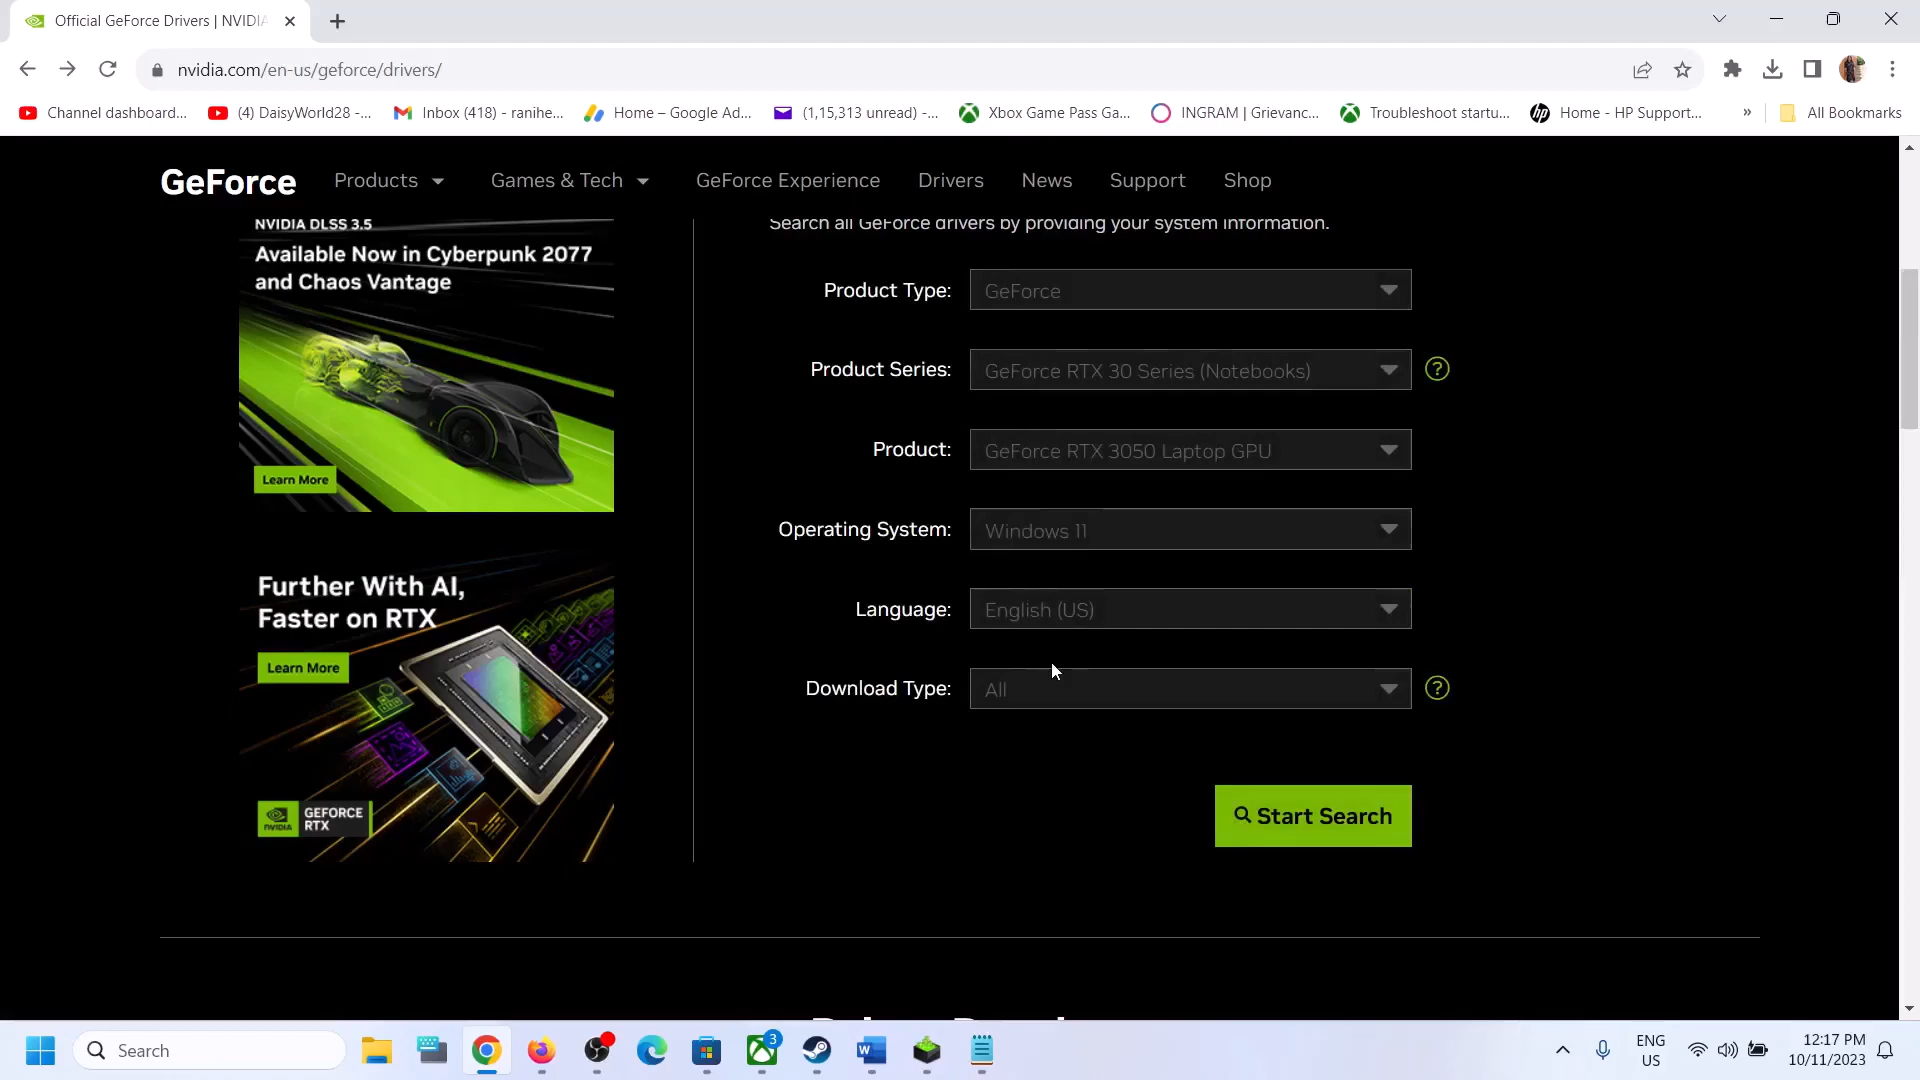 Official GeForce Drivers | NVIDIA
nvidia.com/en-us/geforce/drivers/
Channel dashboard...
(4) DaisyWorld28 -...
Inbox (418) - ranihe...
Home – Google Ad...
(1,15,313 unread) -...
Xbox Game Pass Ga...
INGRAM | Grievanc...
Troubleshoot startu...
Home - HP Support...
»
All Bookmarks
GeForce
Products
Games & Tech
GeForce Experience
Drivers
News
Support
Shop
NVIDIA DLSS 3.5
Available Now in Cyberpunk 2077
and Chaos Vantage
Learn More
Further With AI,
Faster on RTX
Learn More
NVIDIA
GEFORCE
RTX
Search all GeForce drivers by providing your system information.
Product Type: GeForce
Product Series: GeForce RTX 30 Series (Notebooks) ?
Product: GeForce RTX 3050 Laptop GPU
Operating System: Windows 11
Language: English (US)
Download Type: All ?
Start Search
Search
3
ENG
US
12:17 PM
10/11/2023